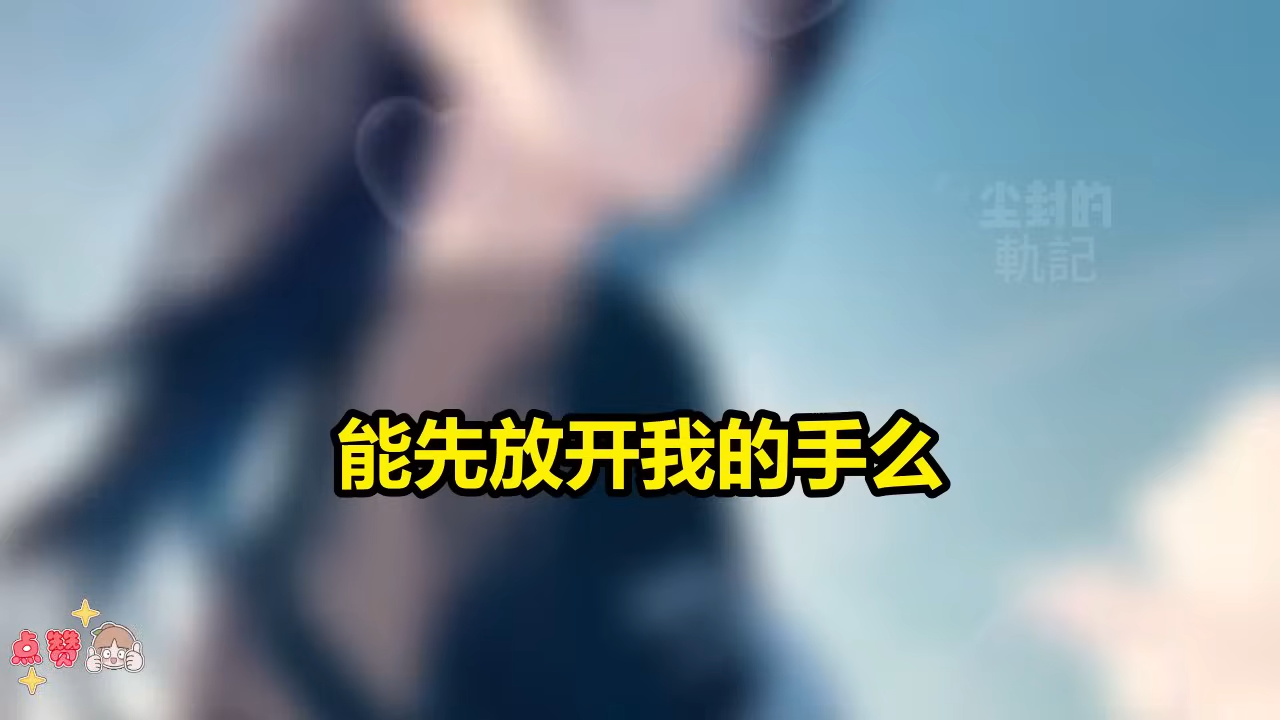 尘封的
軌記
能先放开我的手么
点赞